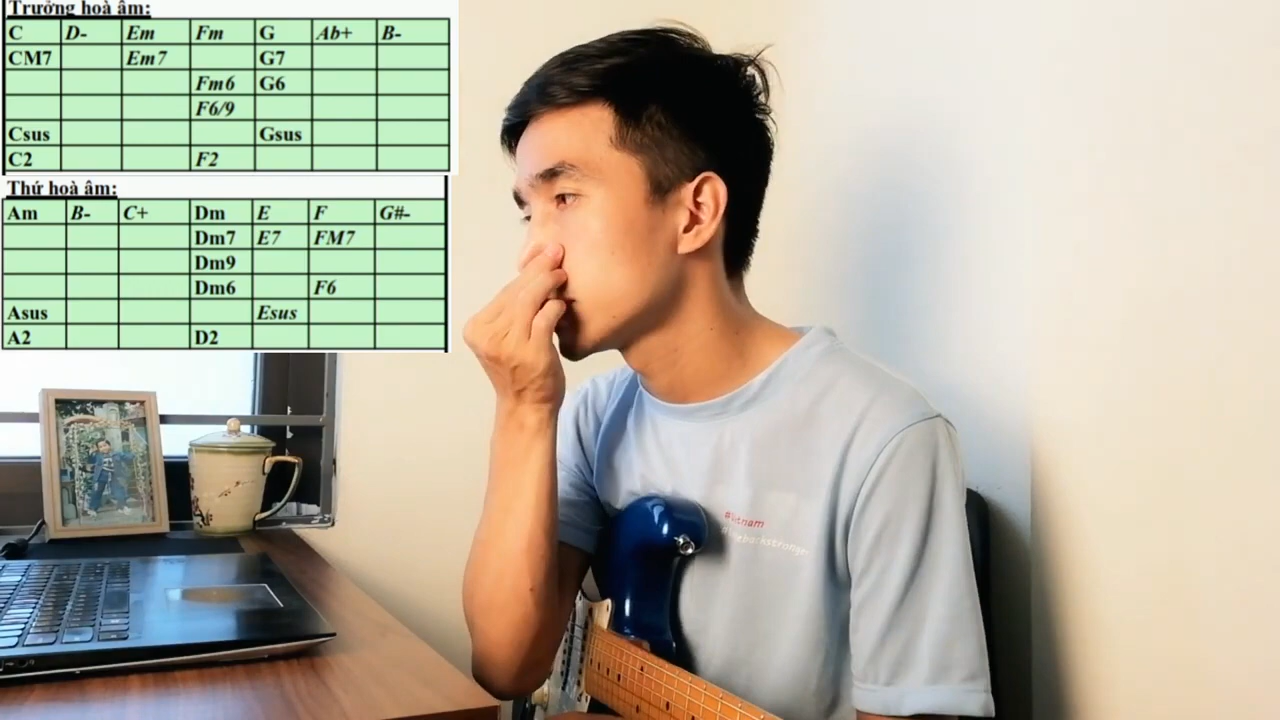 Trưởng hoà âm:
C D- Em Fm G Ab+ B-
CM7 Em7 G7
Fm6 G6
F6/9
Csus Gsus
C2 F2
Thứ hoà âm:
Am B- C+ Dm E F G#-
Dm7 E7 FM7
Dm9
Dm6 F6
Asus Esus
A2 D2